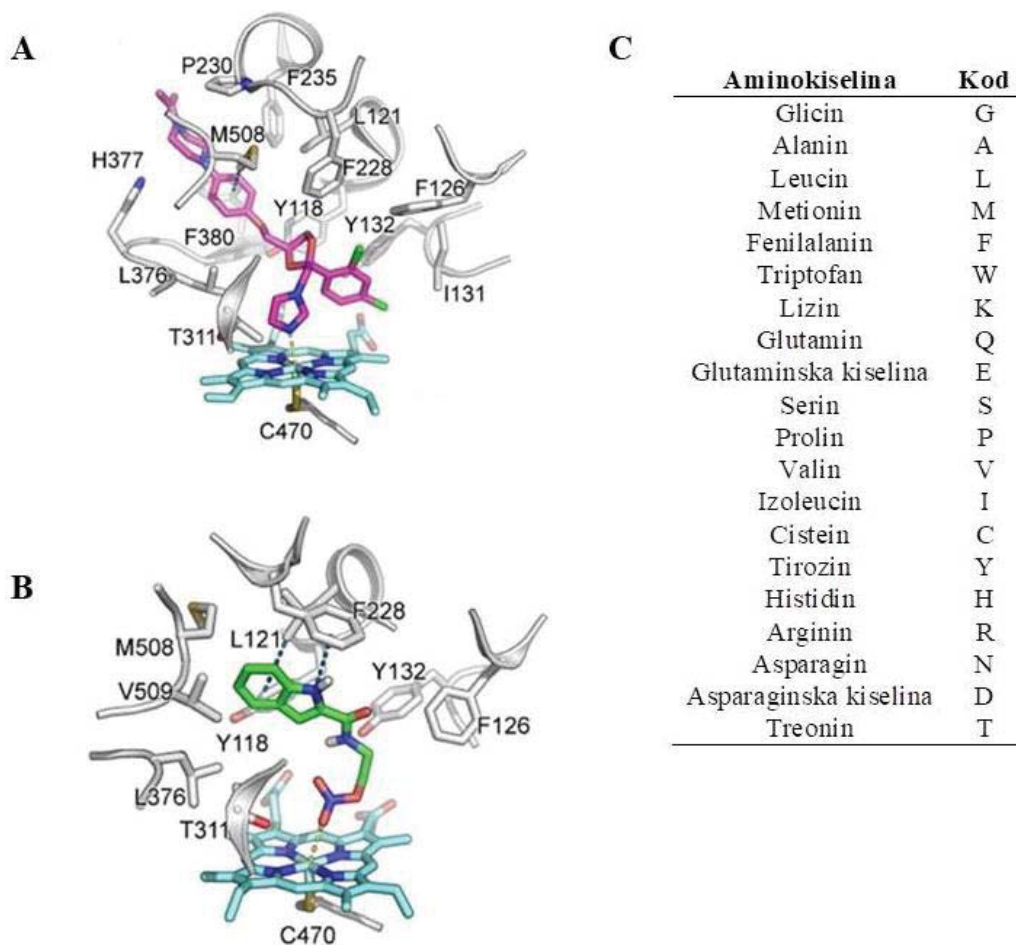 A
P230
F235
L121
M508
H377
F228
F126
Y118
Y132
F380
L376
I131
T311
C470
B
F228
M508
L121
Y132
V509
F126
Y118
L376
T311
C470
C
Aminokiselina Kod
Glicin G
Alanin A
Leucin L
Metionin M
Fenilalanin F
Triptofan W
Lizin K
Glutamin Q
Glutaminska kiselina E
Serin S
Prolin P
Valin V
Izoleucin I
Cistein C
Tirozin Y
Histidin H
Arginin R
Asparagin N
Asparaginska kiselina D
Treonin T